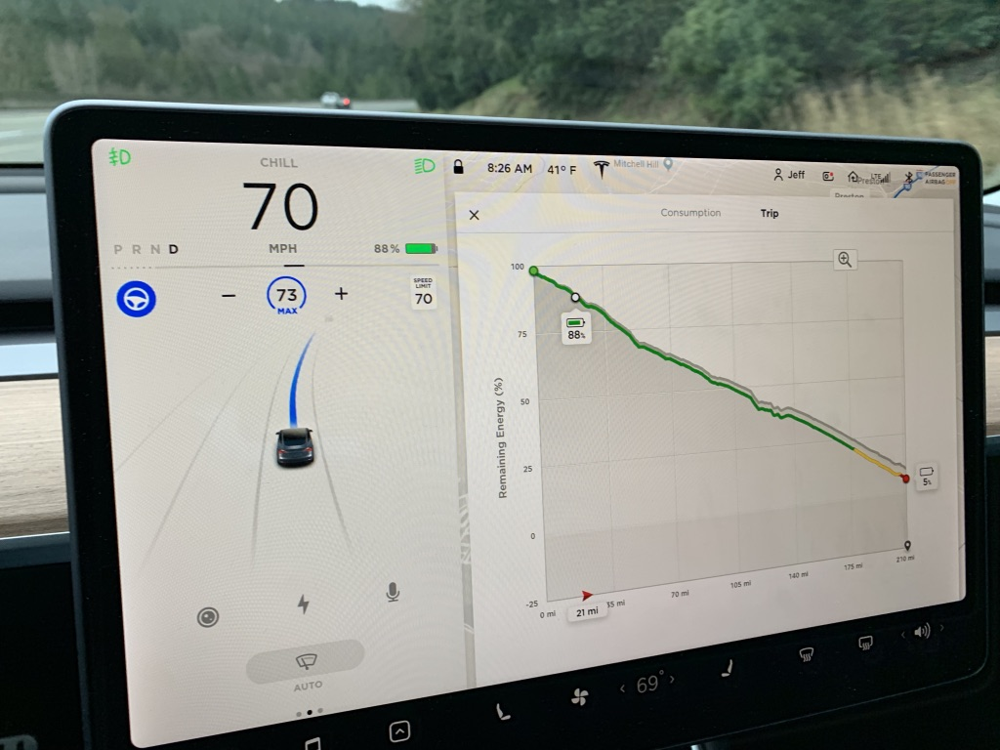 CHILL
70
MPH
P R N D
88%
73
MAX
SPEED
LIMIT
70
AUTO
8:26 AM 41° F
Mitchell Hill
Jeff
LTE
PASSENGER
AIRBAG
Preston
Preston
Consumption Trip
Remaining Energy (%)
100
75
50
25
0
-25
88%
5%
0 mi
21 mi
35 mi
70 mi
105 mi
140 mi
175 mi
210 mi
69°